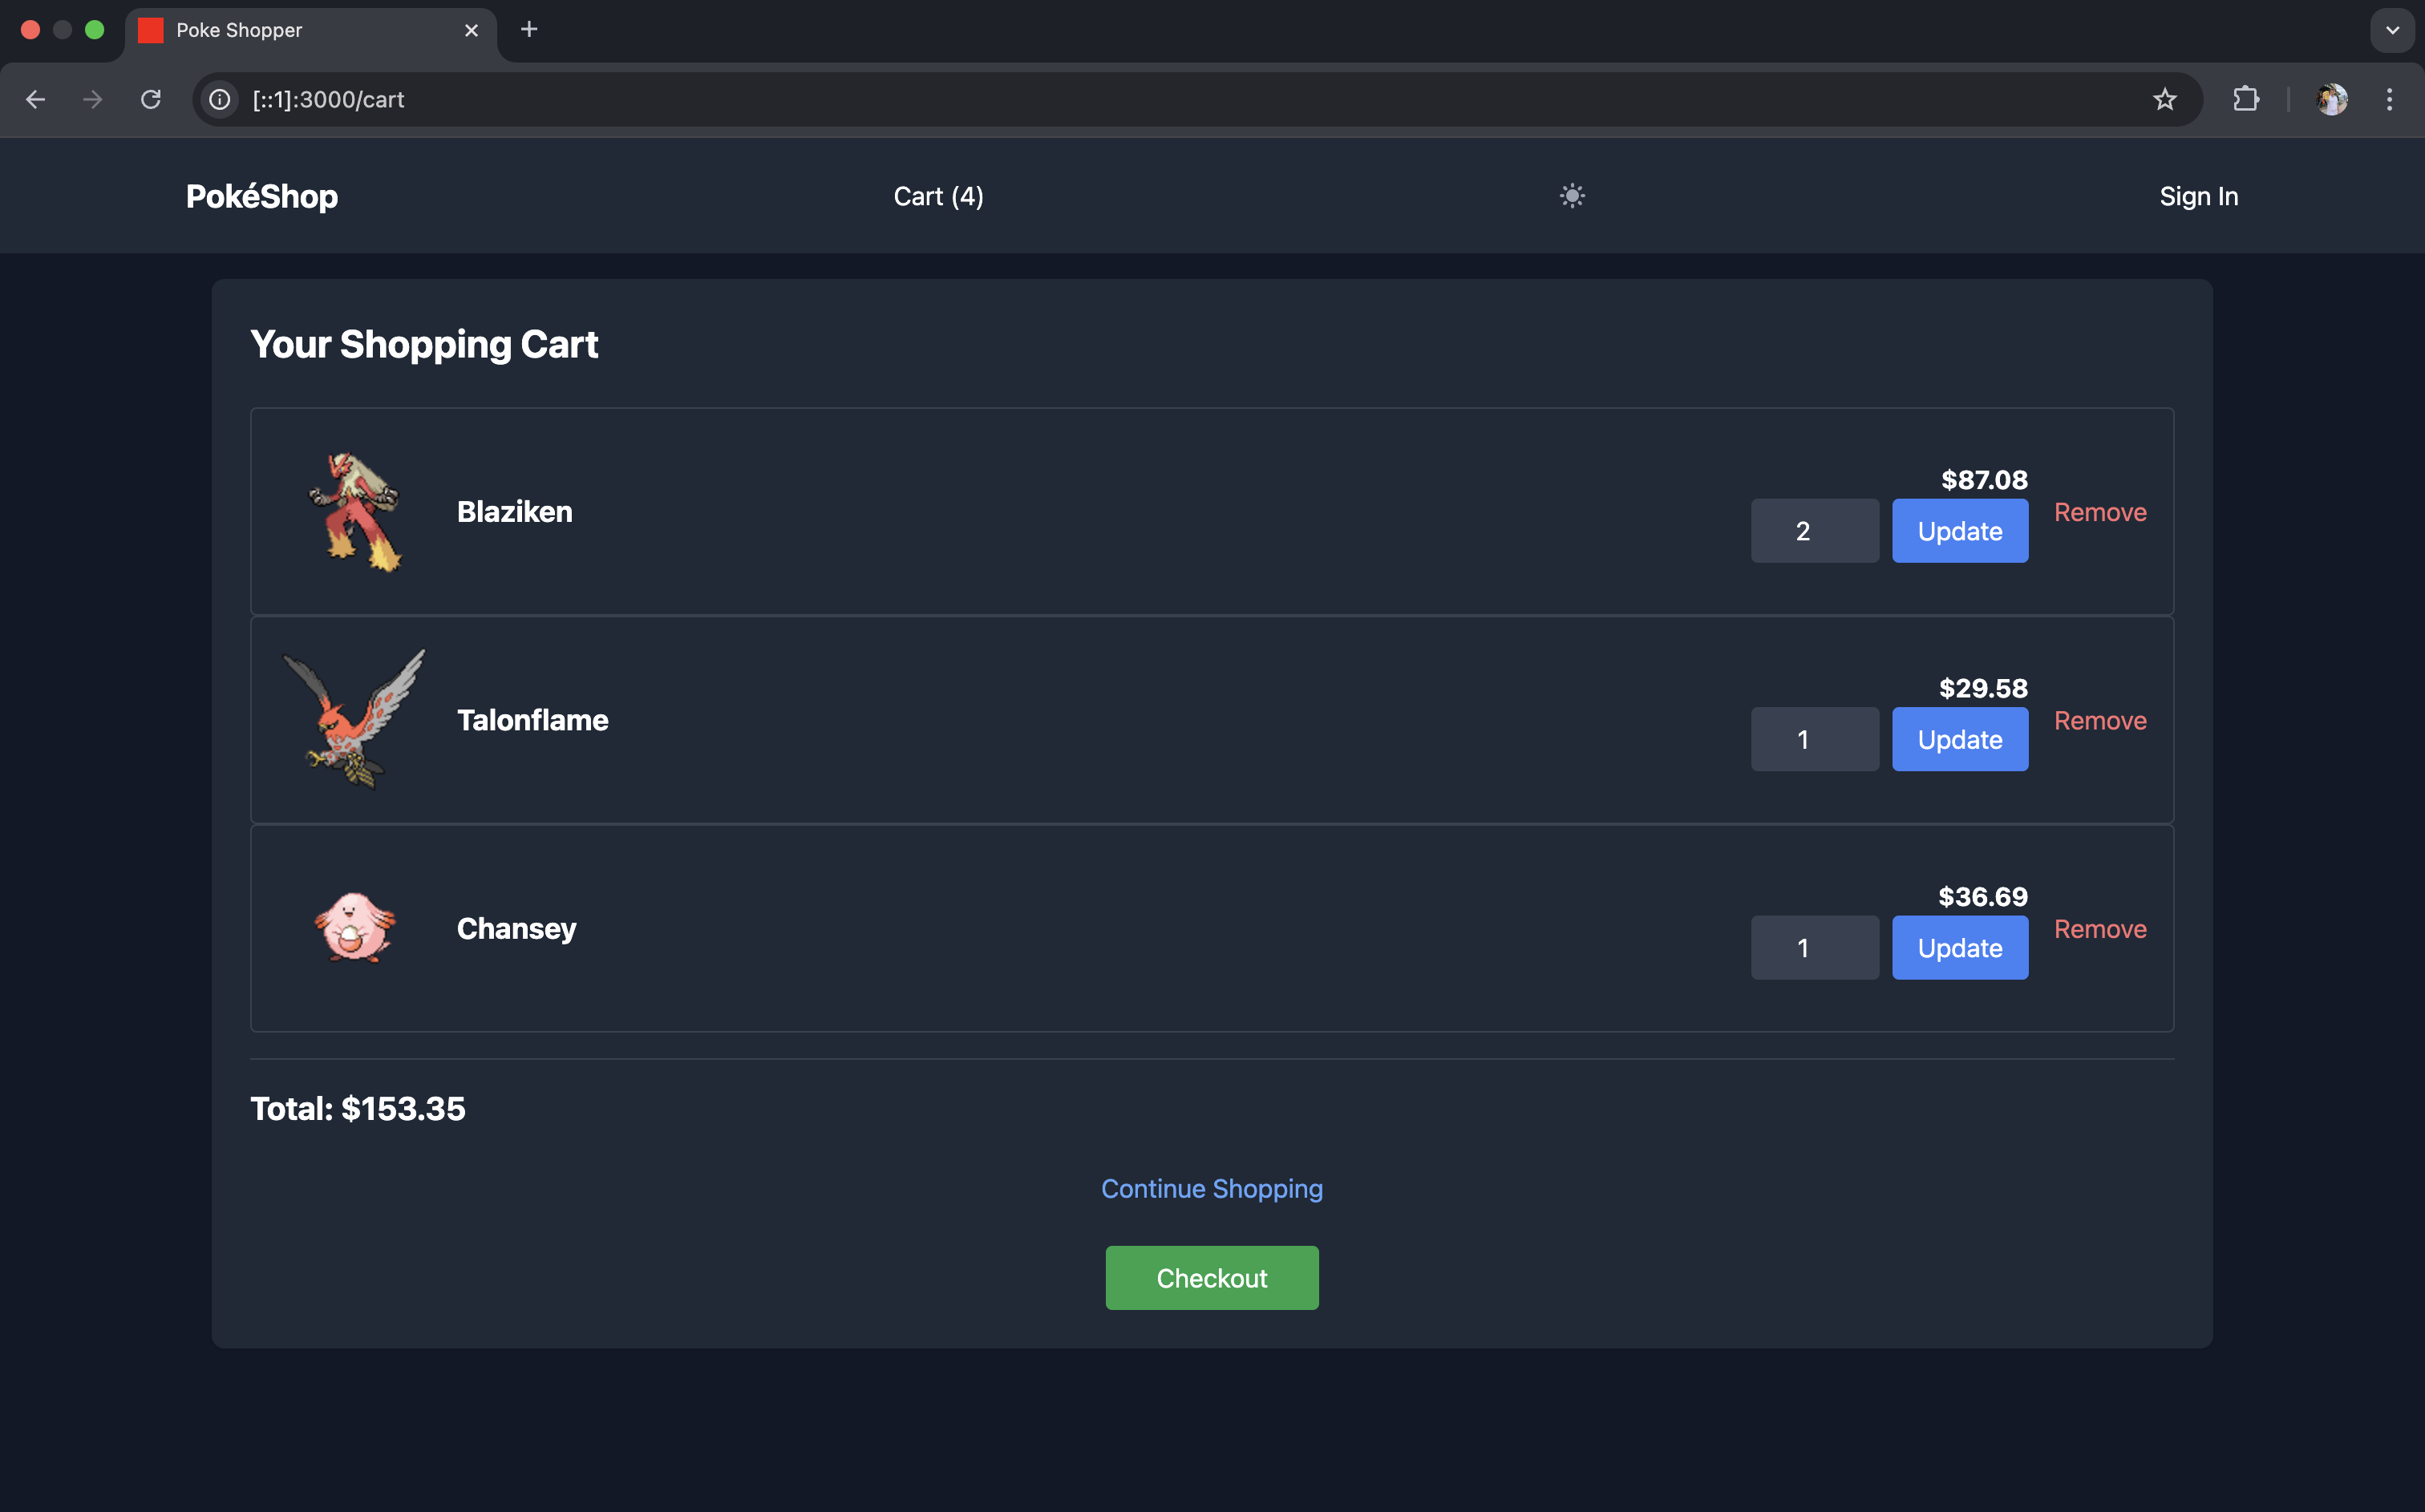 Poke Shopper
[::1]:3000/cart
PokéShop
Cart (4)
Sign In
Your Shopping Cart
Blaziken
$87.08
2
Update
Remove
Talonflame
$29.58
1
Update
Remove
Chansey
$36.69
1
Update
Remove
Total: $153.35
Continue Shopping
Checkout